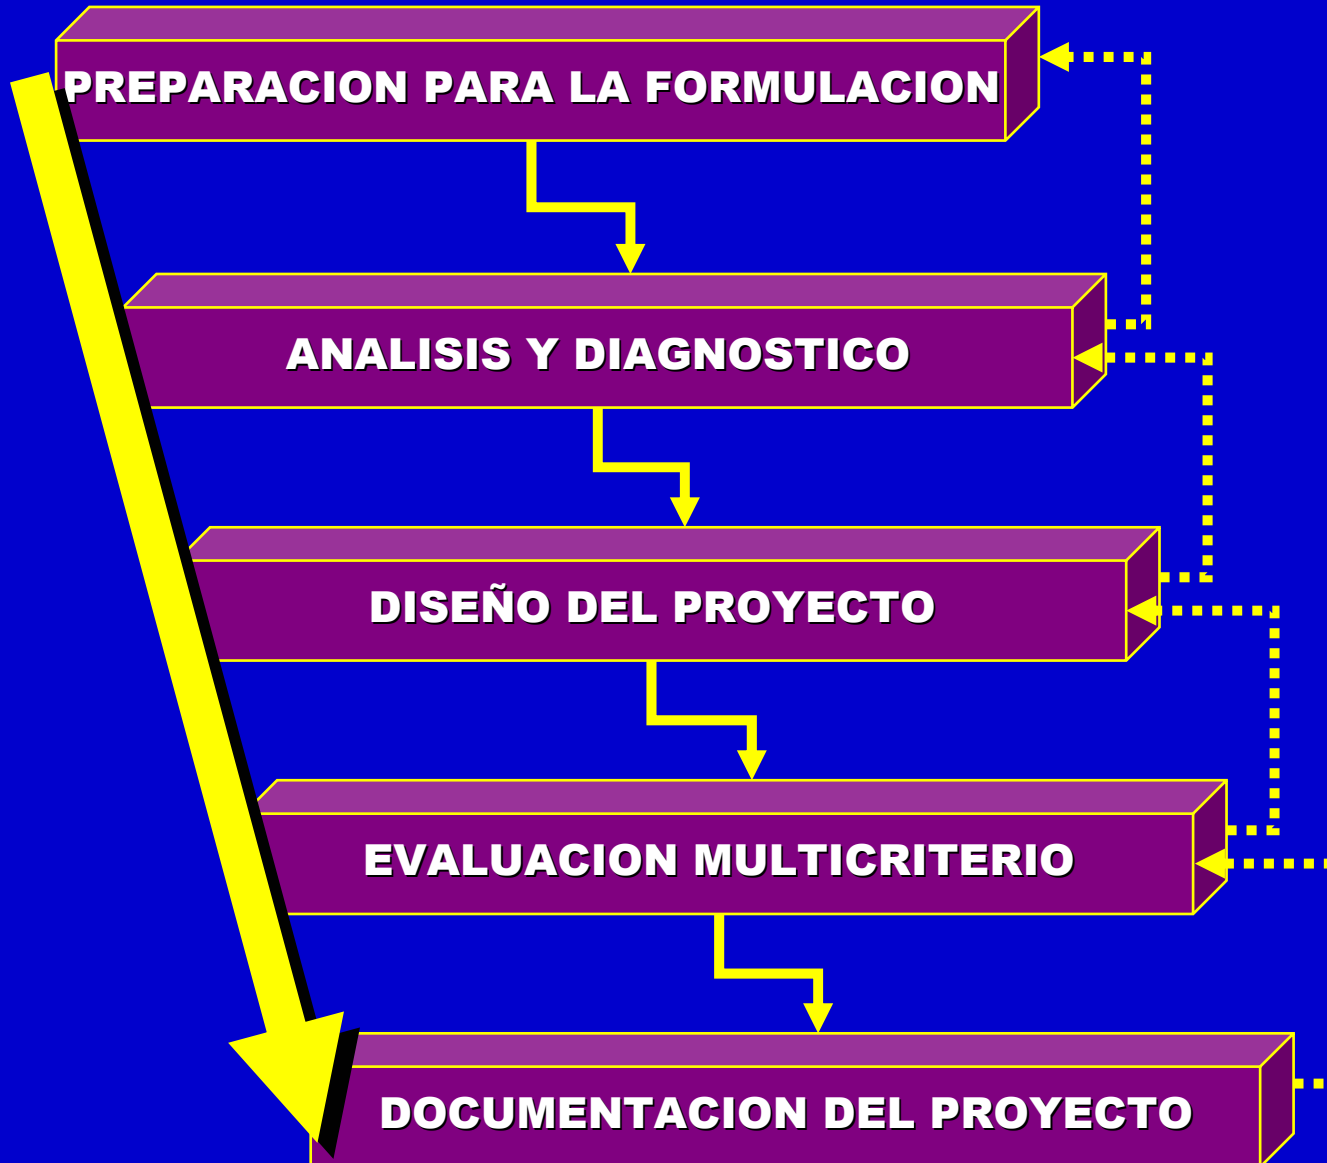 PREPARACION PARA LA FORMULACION
ANALISIS Y DIAGNOSTICO
DISEÑO DEL PROYECTO
EVALUACION MULTICRITERIO
DOCUMENTACION DEL PROYECTO